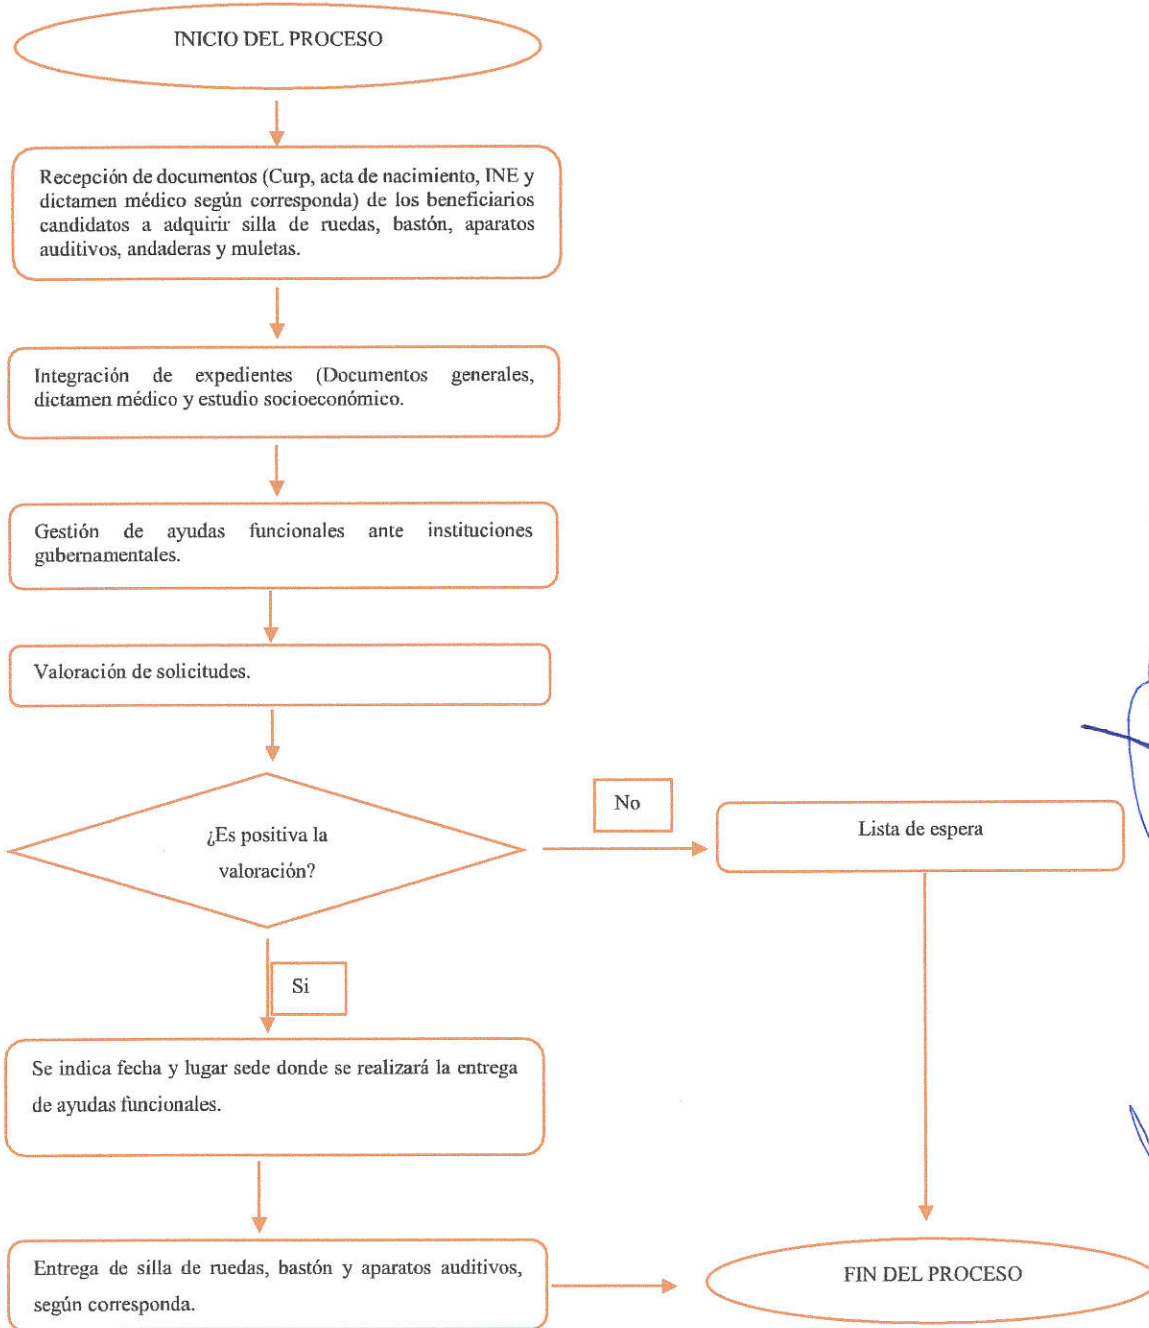 INICIO DEL PROCESO
Recepción de documentos (Curp, acta de nacimiento, INE y
dictamen médico según corresponda) de los beneficiarios
candidatos a adquirir silla de ruedas, bastón, aparatos
auditivos, andaderas y muletas.
Integración de expedientes (Documentos generales,
dictamen médico y estudio socioeconómico.
Gestión de ayudas funcionales ante instituciones
gubernamentales.
Valoración de solicitudes.
¿Es positiva la
valoración?
No
Lista de espera
Si
Se indica fecha y lugar sede donde se realizará la entrega
de ayudas funcionales.
Entrega de silla de ruedas, bastón y aparatos auditivos,
según corresponda.
FIN DEL PROCESO